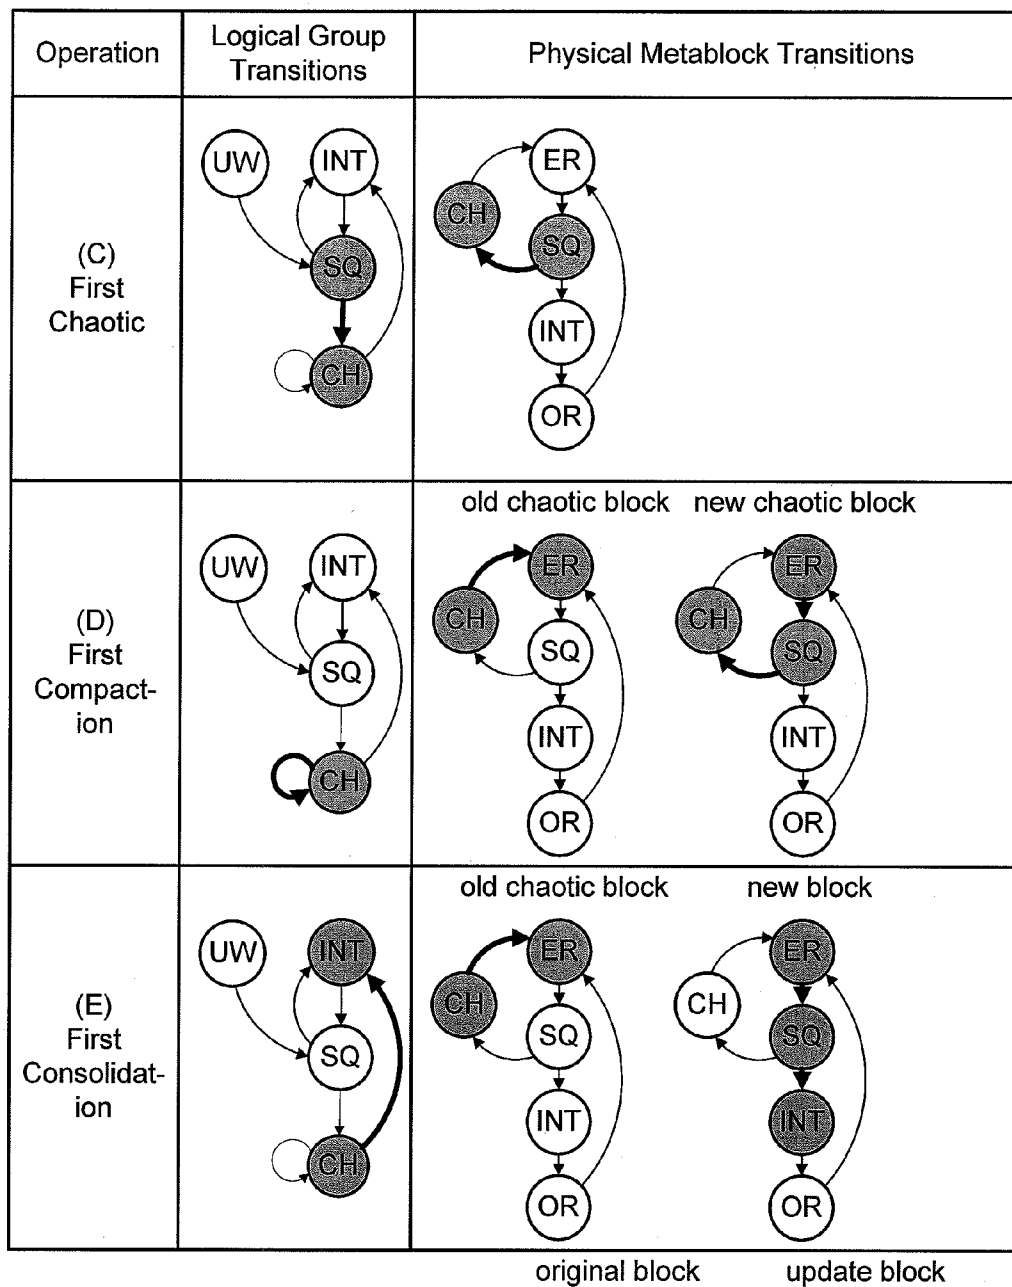 Operation
Logical Group
Transitions
Physical Metablock Transitions
(C)
First
Chaotic
UW
INT
SQ
CH
ER
CH
SQ
INT
OR
(D)
First
Compact-
ion
UW
INT
SQ
CH
old chaotic block
ER
CH
SQ
INT
OR
new chaotic block
ER
CH
SQ
INT
OR
(E)
First
Consolidat-
ion
UW
INT
SQ
CH
old chaotic block
ER
CH
SQ
INT
OR
new block
ER
CH
SQ
INT
OR
original block
update block